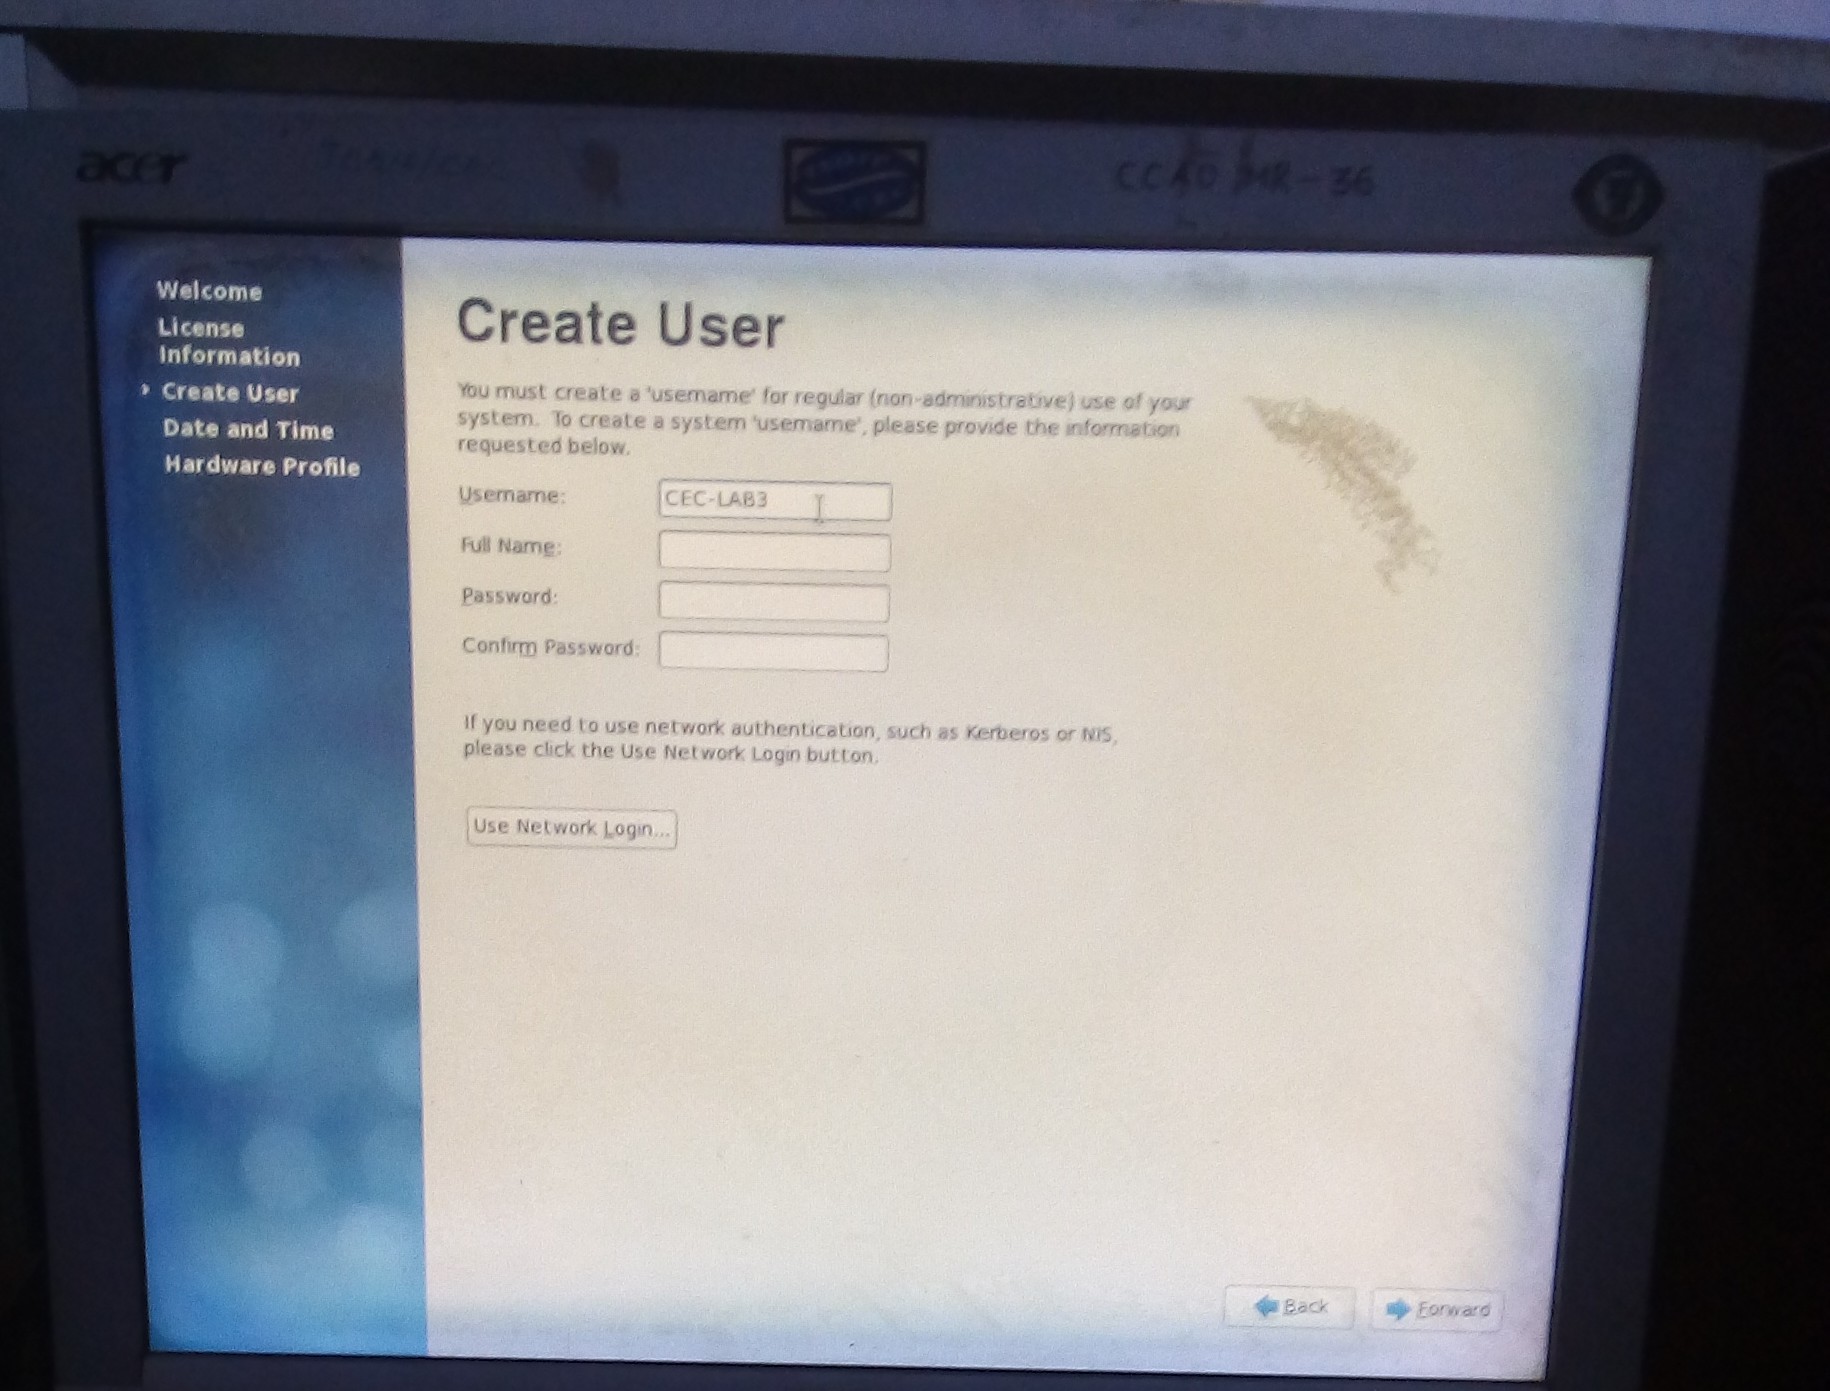 acer
Welcome
License
Information
Create User
Date and Time
Hardware Profile
Create User
You must create a 'username' for regular (non-administrative) use of your
system. To create a system 'username', please provide the information
requested below.
Username: CEC-LAB3
Full Name:
Password:
Confirm Password:
If you need to use network authentication, such as Kerberos or NIS,
please click the Use Network Login button.
Use Network Login...
Back
Forward